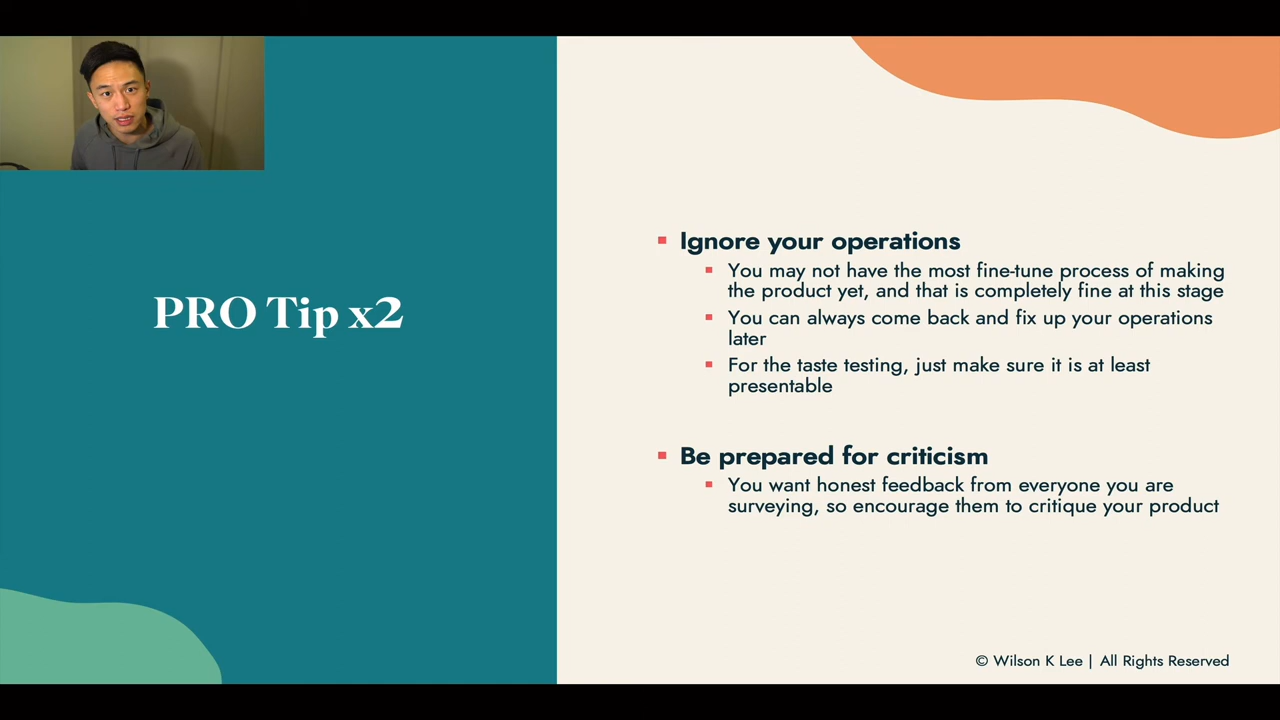 PRO Tip x2
Ignore your operations
You may not have the most fine-tune process of making
the product yet, and that is completely fine at this stage
You can always come back and fix up your operations
later
For the taste testing, just make sure it is at least
presentable
Be prepared for criticism
You want honest feedback from everyone you are
surveying, so encourage them to critique your product
© Wilson K Lee | All Rights Reserved